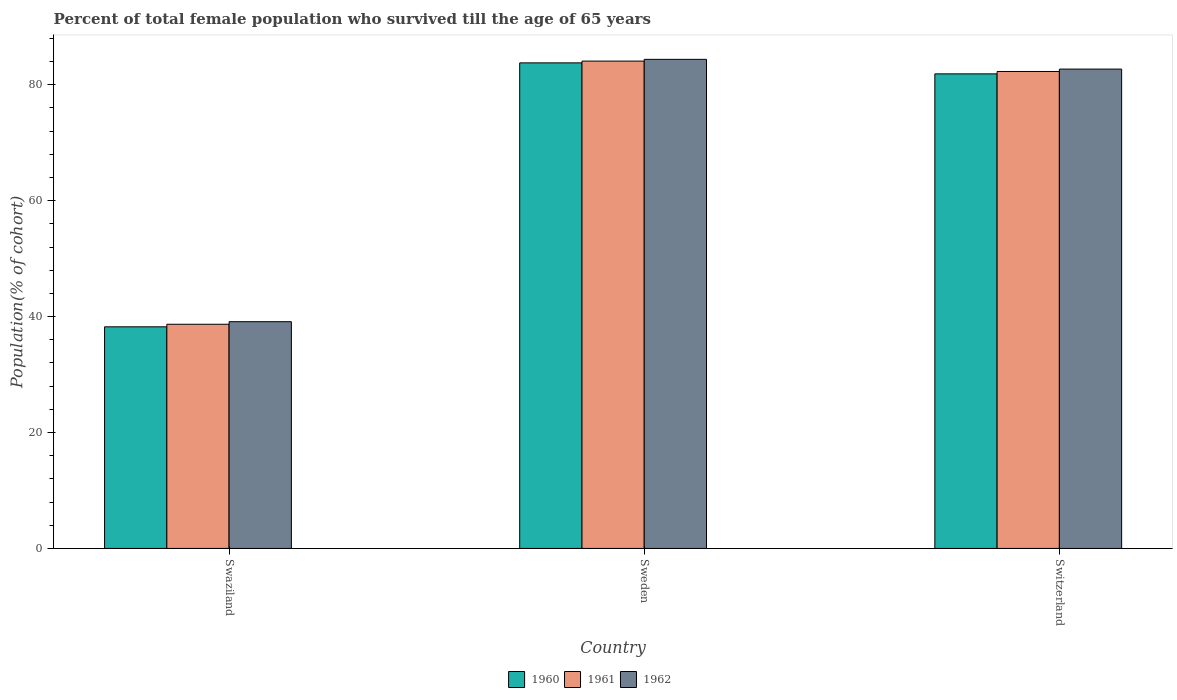 Percent of total female population who survived till the age of 65 years
Population(% of cohort)
80
60
40
20
0
Swaziland
Sweden
Switzerland
Country
1960
1961
1962